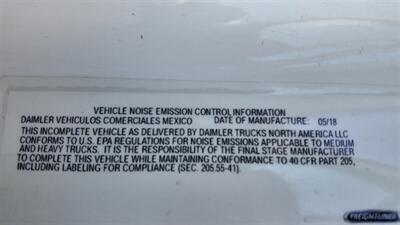 VEHICLE NOISE EMISSION CONTROL INFORMATION
DAIMLER VEHICULOS COMERCIALES MEXICO DATE OF MANUFACTURE: 05/18
THIS INCOMPLETE VEHICLE AS DELIVERED BY DAIMLER TRUCKS NORTH AMERICA LLC
CONFORMS TO U.S. EPA REGULATIONS FOR NOISE EMISSIONS APPLICABLE TO MEDIUM
AND HEAVY TRUCKS. IT IS THE RESPONSIBILITY OF THE FINAL STAGE MANUFACTURER
TO COMPLETE THIS VEHICLE WHILE MAINTAINING CONFORMANCE TO 40 CFR PART 205,
INCLUDING LABELING FOR COMPLIANCE (SEC. 205.55-41).
FREIGHTLINER